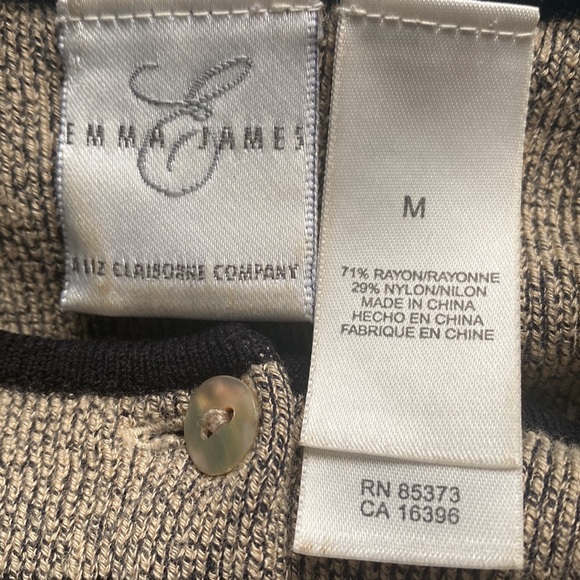 E
EMMA JAMES
A LIZ CLAIBORNE COMPANY
M
71% RAYON/RAYONNE
29% NYLON/NILON
MADE IN CHINA
HECHO EN CHINA
FABRIQUE EN CHINE
RN 85373
CA 16396